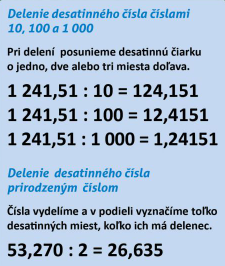 Delenie desatinného čísla číslami
10, 100 a 1 000
Pri delení posunieme desatinnú čiarku
o jedno, dve alebo tri miesta doľava.
1 241,51 : 10 = 124,151
1 241,51 : 100 = 12,4151
1 241,51 : 1 000 = 1,24151
Delenie desatinného čísla
prirodzeným číslom
Čísla vydelíme a v podieli vyznačíme toľko
desatinných miest, koľko ich má delenec.
53,270 : 2 = 26,635